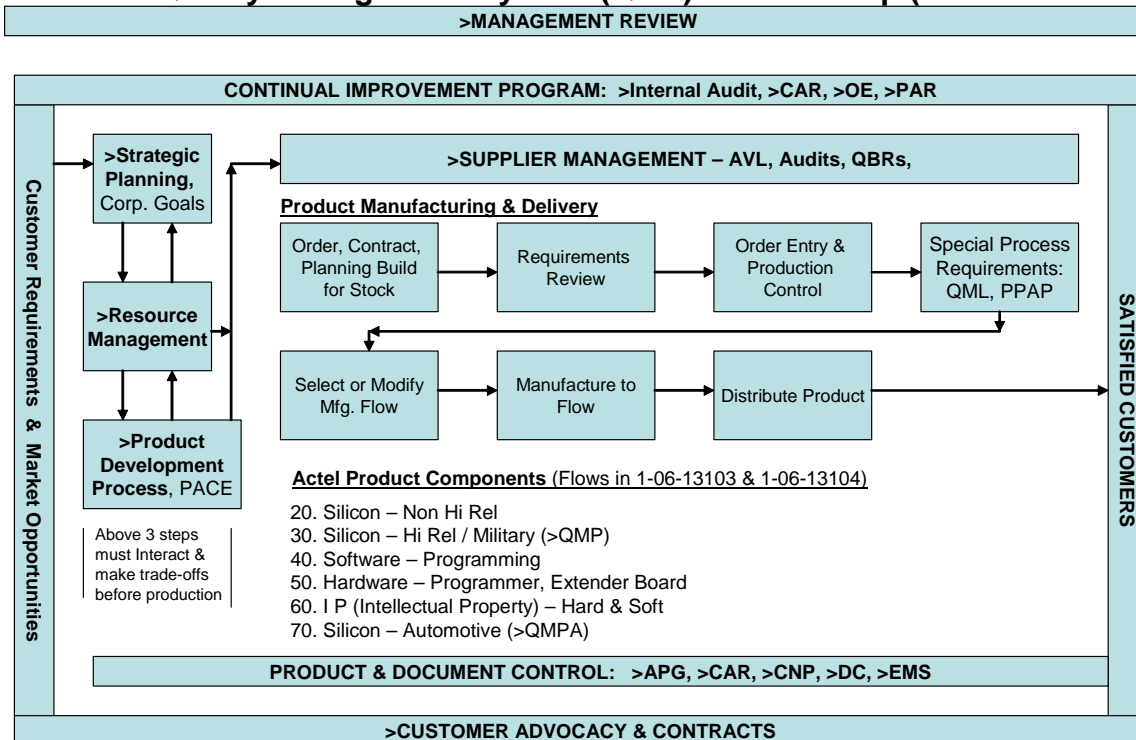 >MANAGEMENT REVIEW
CONTINUAL IMPROVEMENT PROGRAM: >Internal Audit, >CAR, >OE, >PAR
Customer Requirements & Market Opportunities
>Strategic
Planning,
Corp. Goals
>Resource
Management
>Product
Development
Process, PACE
Above 3 steps
must Interact &
make trade-offs
before production
>SUPPLIER MANAGEMENT – AVL, Audits, QBRs,
Product Manufacturing & Delivery
Order, Contract,
Planning Build
for Stock
Requirements
Review
Order Entry &
Production
Control
Special Process
Requirements:
QML, PPAP
Select or Modify
Mfg. Flow
Manufacture to
Flow
Distribute Product
Actel Product Components (Flows in 1-06-13103 & 1-06-13104)
20. Silicon – Non Hi Rel
30. Silicon – Hi Rel / Military (>QMP)
40. Software – Programming
50. Hardware – Programmer, Extender Board
60. I P (Intellectual Property) – Hard & Soft
70. Silicon – Automotive (>QMPA)
SATISFIED CUSTOMERS
PRODUCT & DOCUMENT CONTROL: >APG, >CAR, >CNP, >DC, >EMS
>CUSTOMER ADVOCACY & CONTRACTS